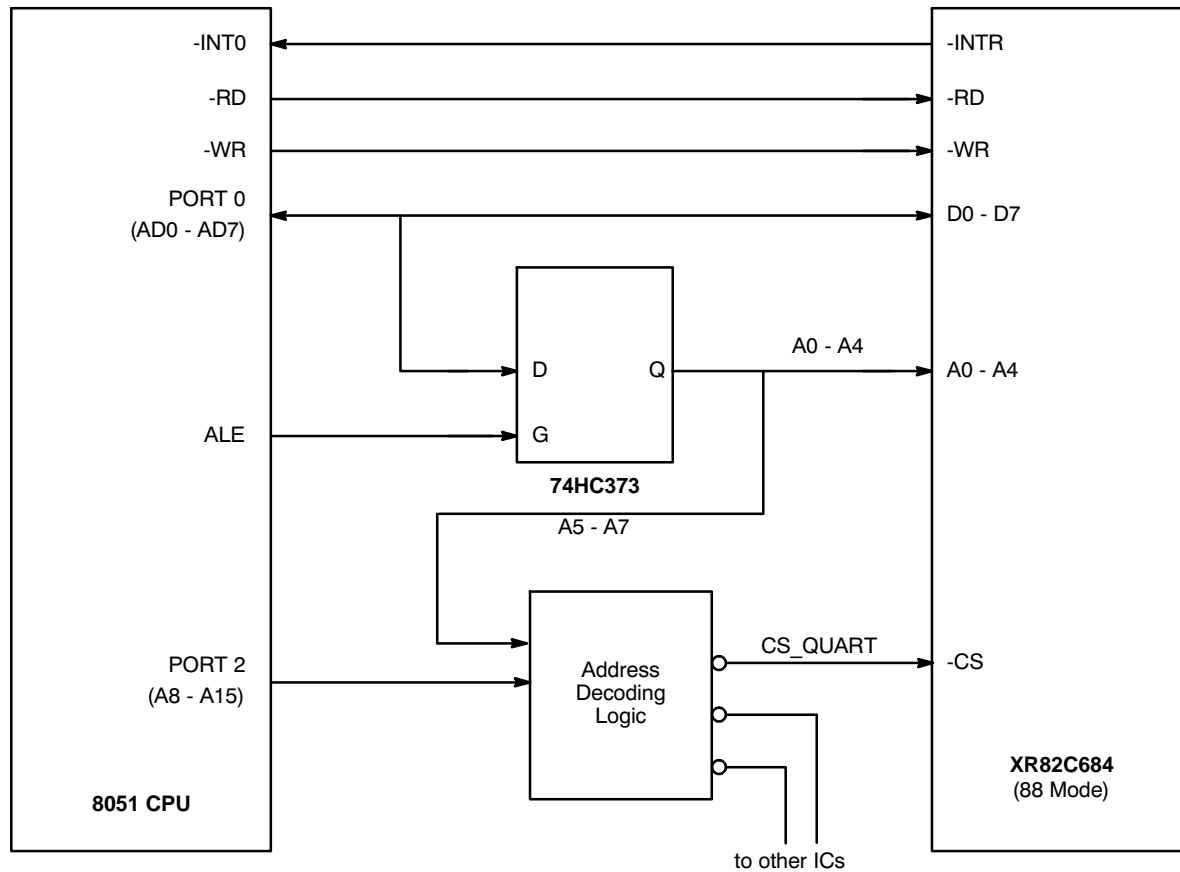 -INT0
-INTR
-RD
-RD
-WR
-WR
PORT 0
(AD0 - AD7)
D0 - D7
D
Q
A0 - A4
A0 - A4
ALE
G
74HC373
A5 - A7
PORT 2
(A8 - A15)
Address
Decoding
Logic
CS_QUART
-CS
8051 CPU
XR82C684
(88 Mode)
to other ICs